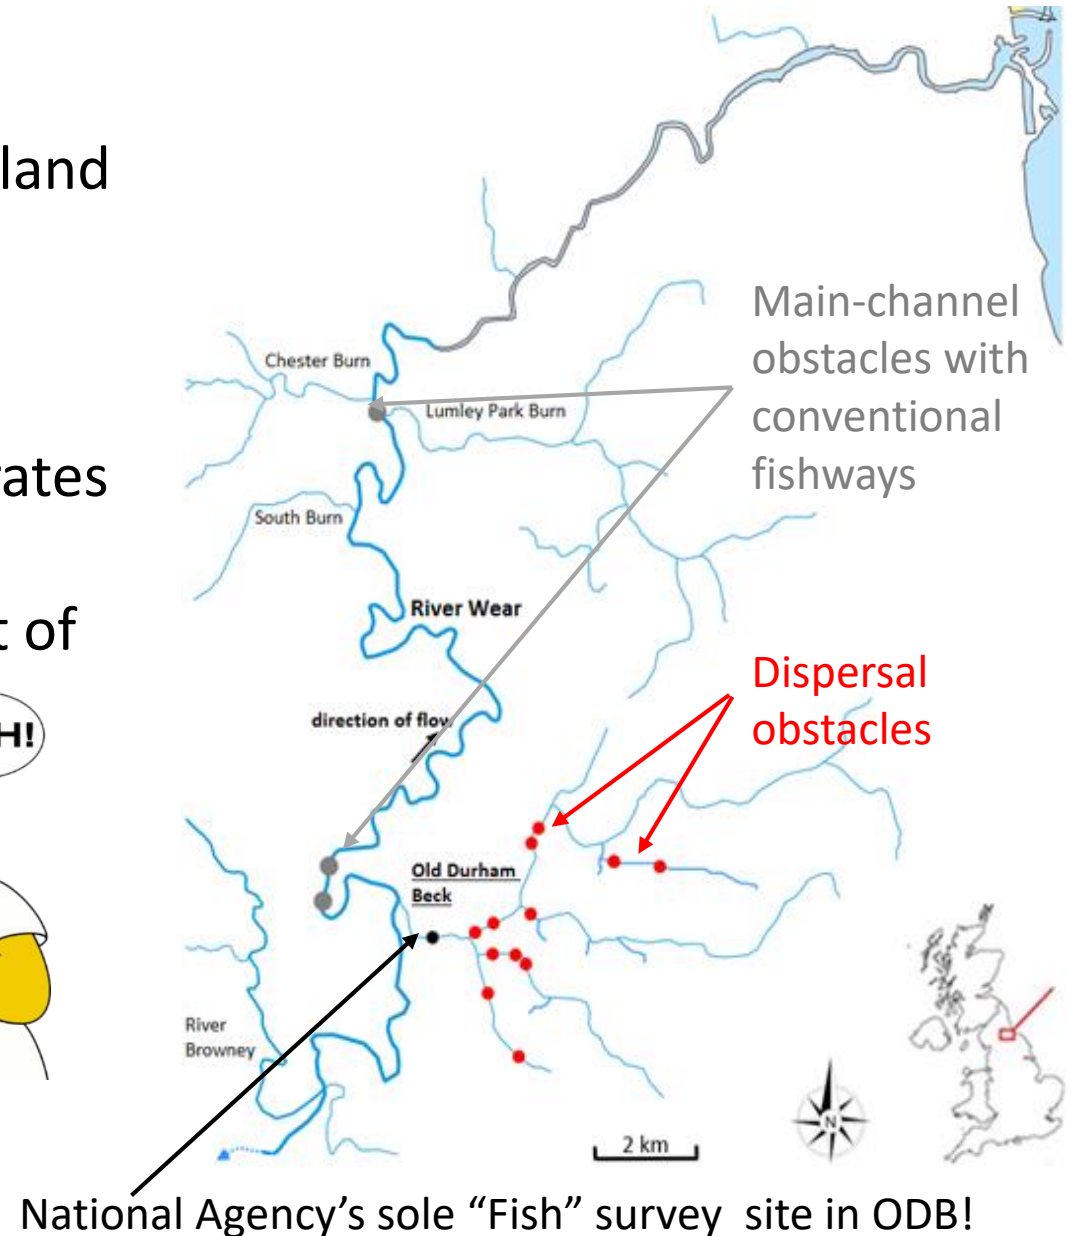 land
Main-channel
obstacles with
conventional
fishways
Chester Burn
Lumley Park Burn
ates
South Burn
River Wear
t of
Dispersal
obstacles
direction of flow
H!
Old Durham
Beck
River
Browney
N
2 km
National Agency's sole “Fish” survey site in ODB!